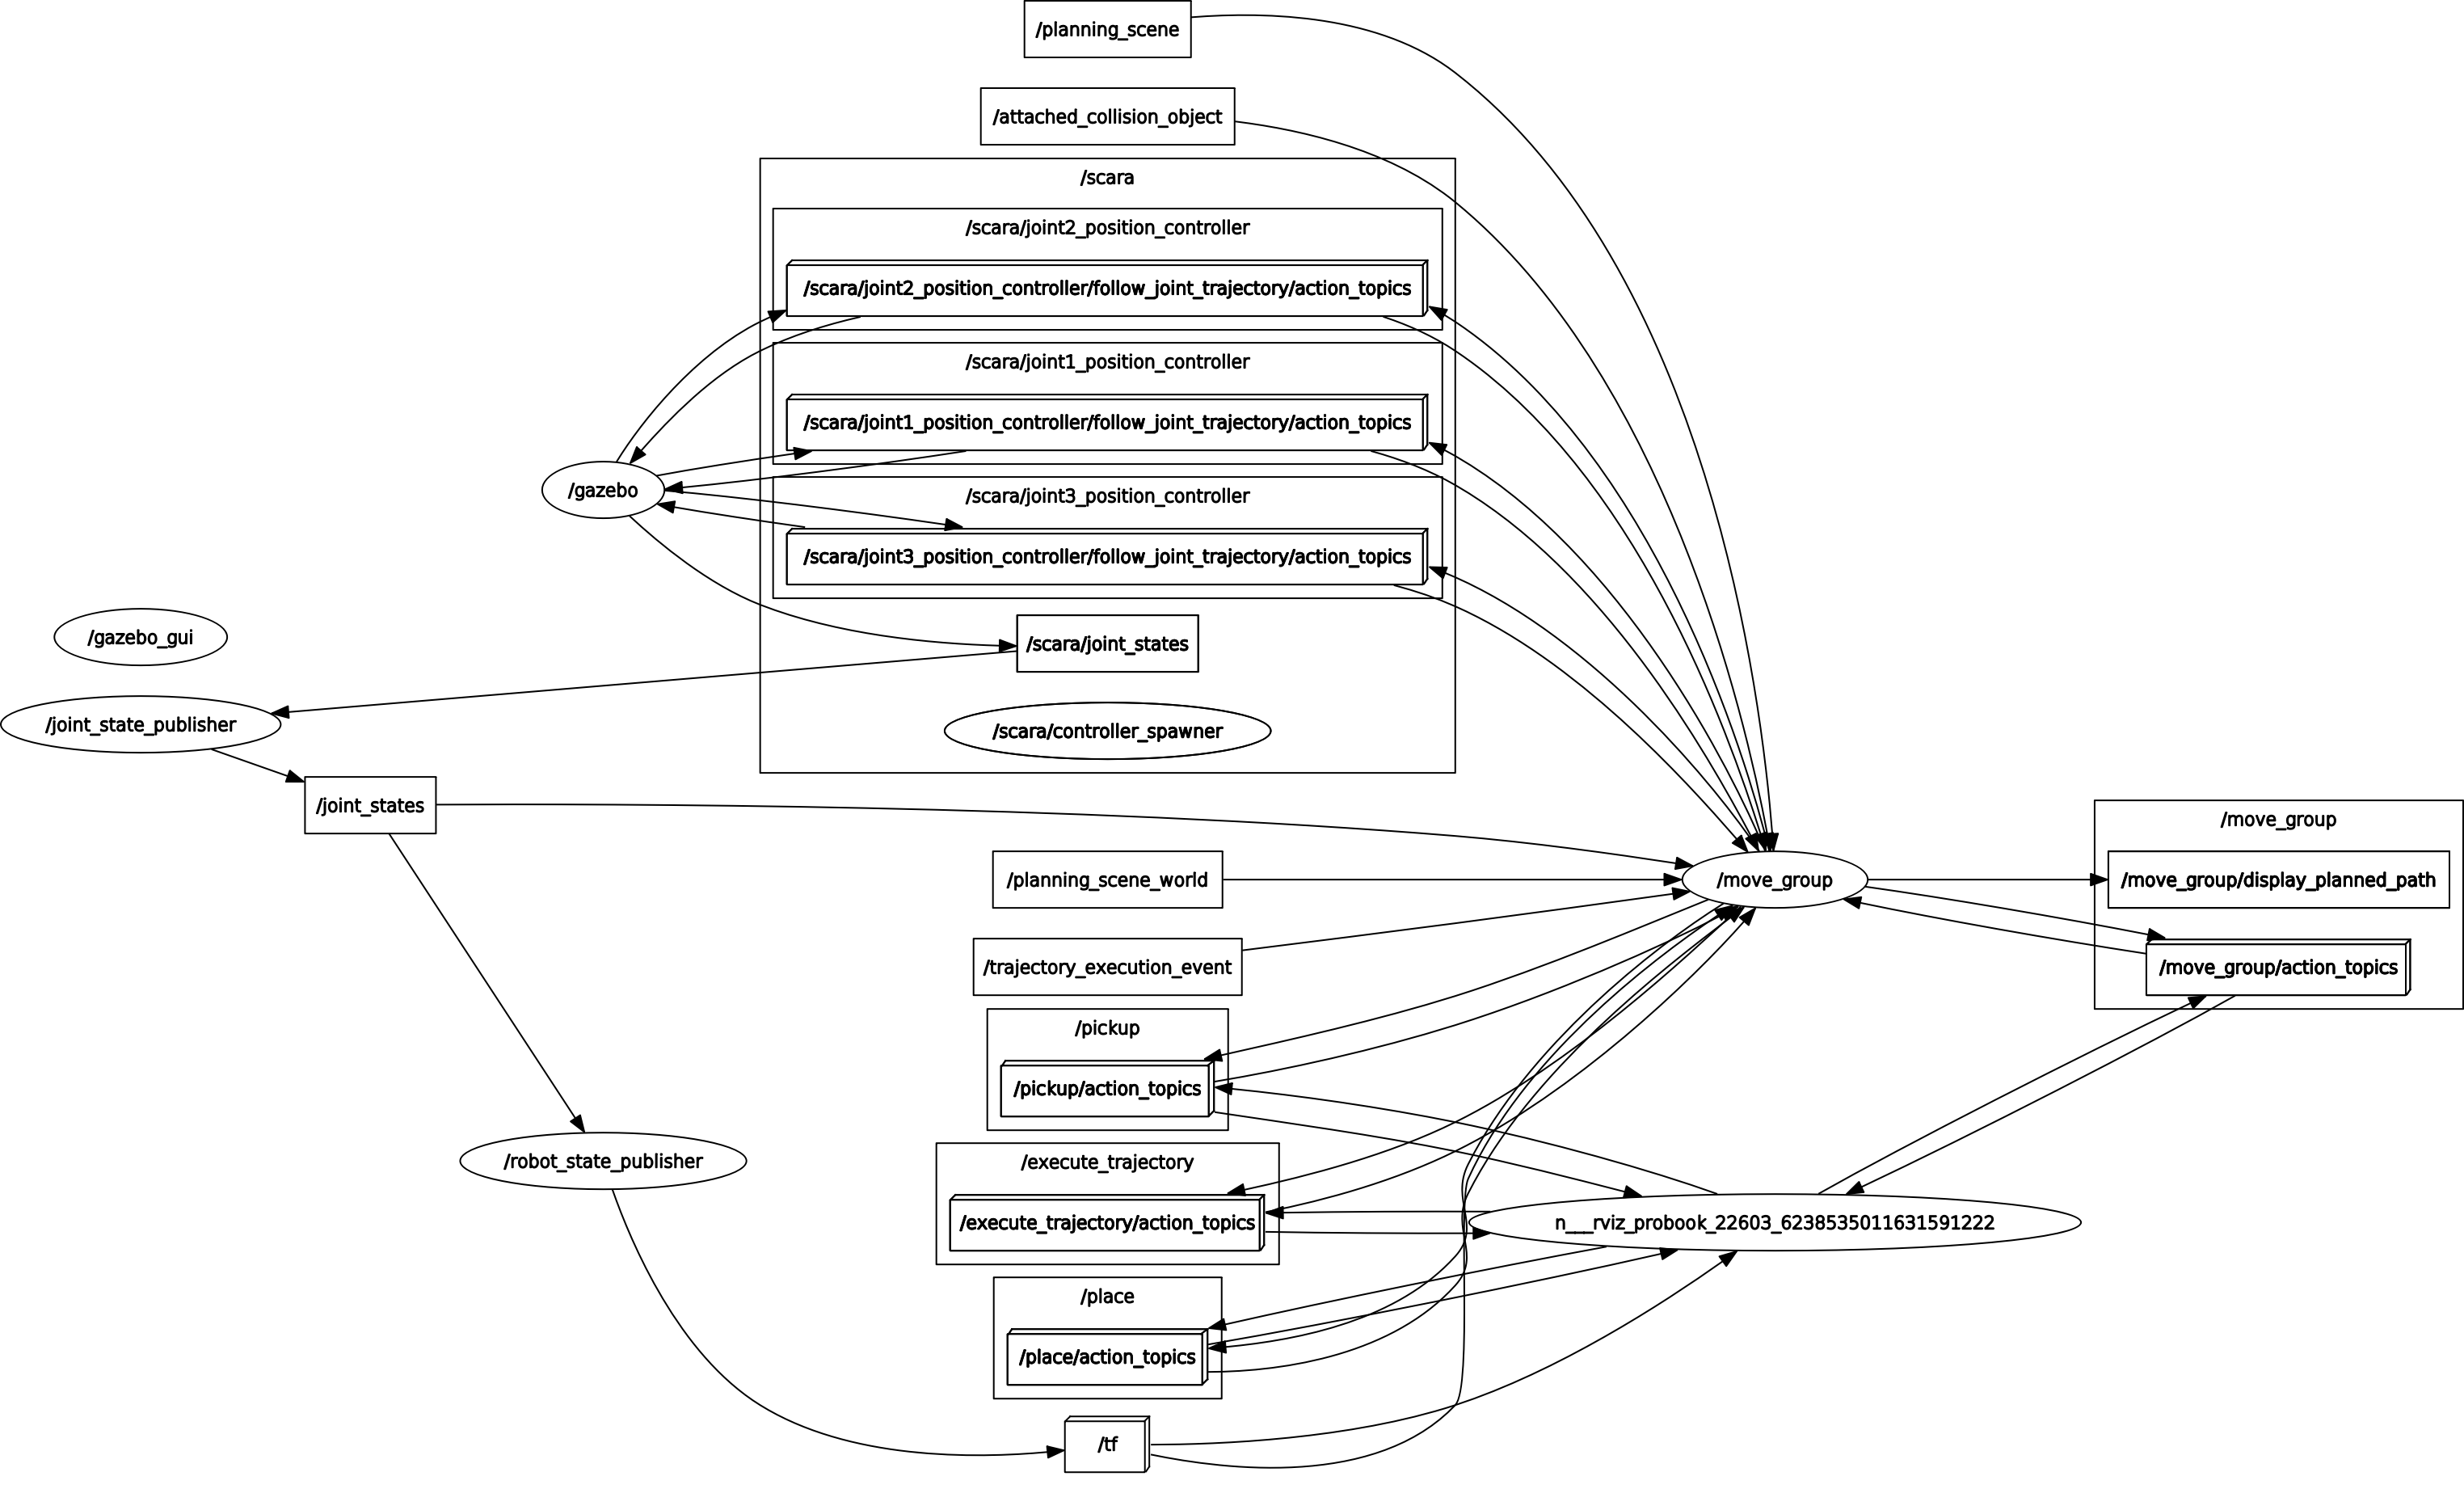 /planning_scene
/attached_collision_object
/scara
/scara/joint2_position_controller
/scara/joint2_position_controller/follow_joint_trajectory/action_topics
/scara/joint1_position_controller
/scara/joint1_position_controller/follow_joint_trajectory/action_topics
/gazebo
/scara/joint3_position_controller
/scara/joint3_position_controller/follow_joint_trajectory/action_topics
/gazebo_gui
/scara/joint_states
/joint_state_publisher
/scara/controller_spawner
/joint_states
/move_group
/planning_scene_world
/move_group
/move_group/display_planned_path
/trajectory_execution_event
/move_group/action_topics
/pickup
/pickup/action_topics
/robot_state_publisher
/execute_trajectory
/execute_trajectory/action_topics
n___rviz_probook_22603_6238535011631591222
/place
/place/action_topics
/tf